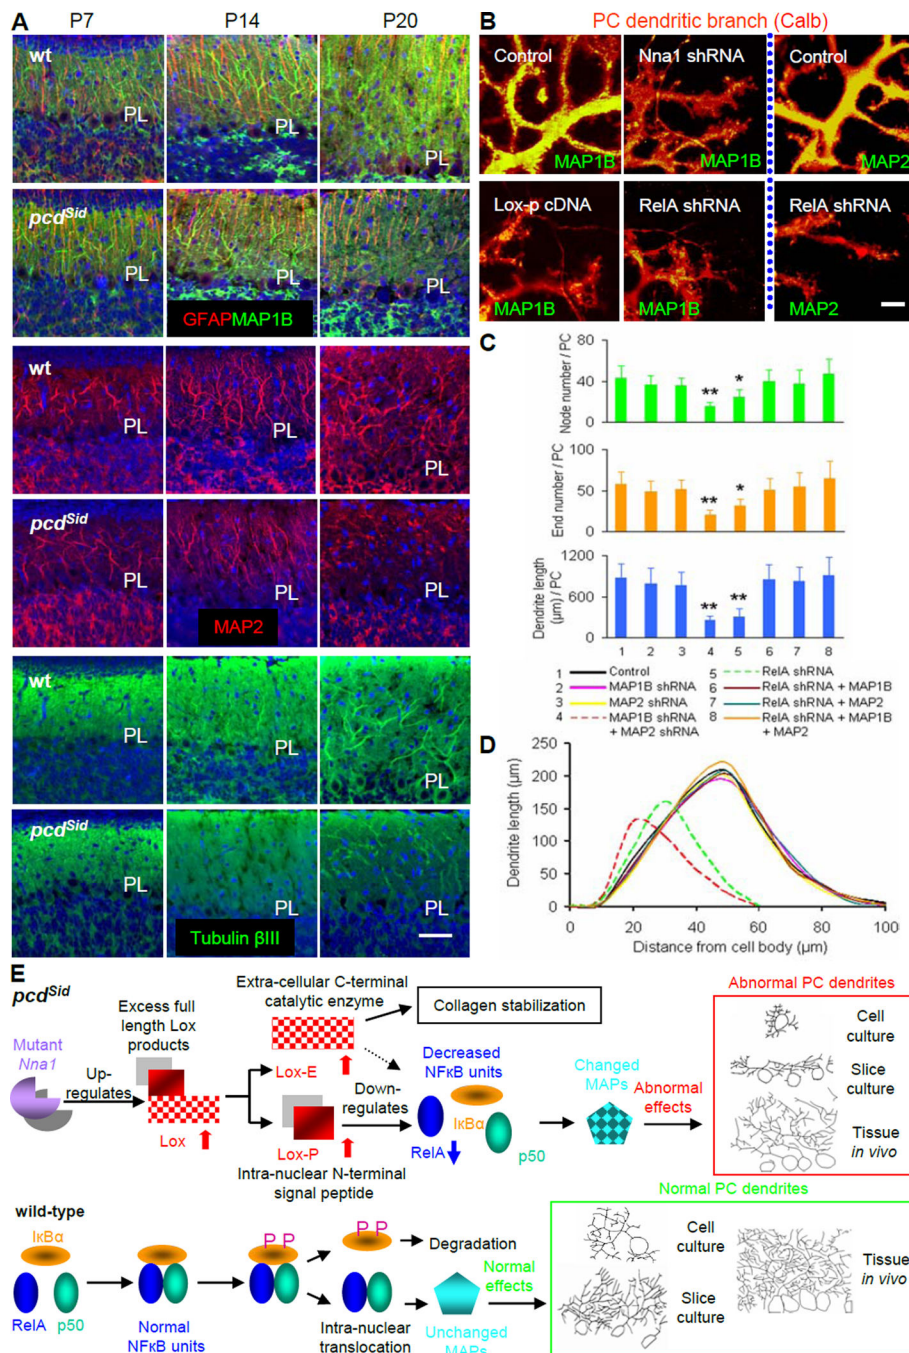 A
P7 P14 P20
wt
PL PL PL
pcdSid
PL PL PL
GFAPMAP1B
wt
PL PL PL
pcdSid
PL PL PL
MAP2
wt
PL PL PL
pcdSid
PL PL PL
Tubulin βIII
B
PC dendritic branch (Calb)
Control Nna1 shRNA Control
MAP1B MAP1B MAP2
Lox-p cDNA RelA shRNA RelA shRNA
MAP1B MAP1B MAP2
C
Node number / PC
80
40
0
** *
End number / PC
100
50
0
** *
Dendrite length
(µm) / PC
1200
600
0
** **
1 2 3 4 5 6 7 8
1 Control
2 MAP1B shRNA
3 MAP2 shRNA
4 MAP1B shRNA
+ MAP2 shRNA
5 RelA shRNA
6 RelA shRNA + MAP1B
7 RelA shRNA + MAP2
8 RelA shRNA + MAP1B
+ MAP2
D
Dendrite length (µm)
250
200
150
100
50
0
0 20 40 60 80 100
Distance from cell body (µm)
E
pcdSid
Mutant
Nna1
Up-
regulates
Excess full
length Lox
products
Lox
Extra-cellular C-terminal
catalytic enzyme
Lox-E
Collagen stabilization
Lox-P
Intra-nuclear N-terminal
signal peptide
Down-
regulates
Decreased
NFκB units
IκBα
RelA
p50
Changed
MAPs
Abnormal
effects
Abnormal PC dendrites
Cell
culture
Slice
culture
Tissue
in vivo
wild-type
IκBα
RelA p50
Normal
NFκB units
P P
P P
Degradation
Intra-nuclear
translocation
Unchanged
MAPs
Normal
effects
Normal PC dendrites
Cell
culture
Slice
culture
Tissue
in vivo